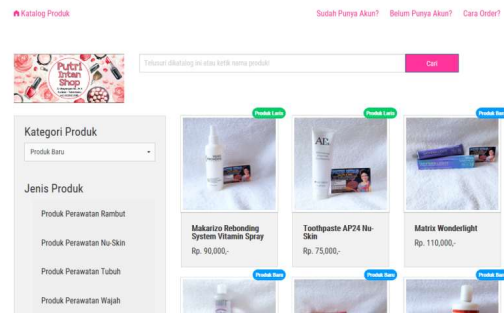 Katalog Produk
Sudah Punya Akun? Belum Punya Akun? Cara Order?
Putri
Intan
Shop
Telusuri dikatalog ini atau ketik nama produk!
Cari
Kategori Produk
Produk Baru
Jenis Produk
Produk Perawatan Rambut
Produk Perawatan Nu-Skin
Produk Perawatan Tubuh
Produk Perawatan Wajah
Produk Laris
Makarizo Rebonding
System Vitamin Spray
Rp. 90,000,-
Produk Laris
AP
Toothpaste AP24 Nu-
Skin
Rp. 75,000,-
Produk Baru
Matrix Wonderlight
Rp. 110,000,-
Produk Baru
Produk Baru
Produk Baru